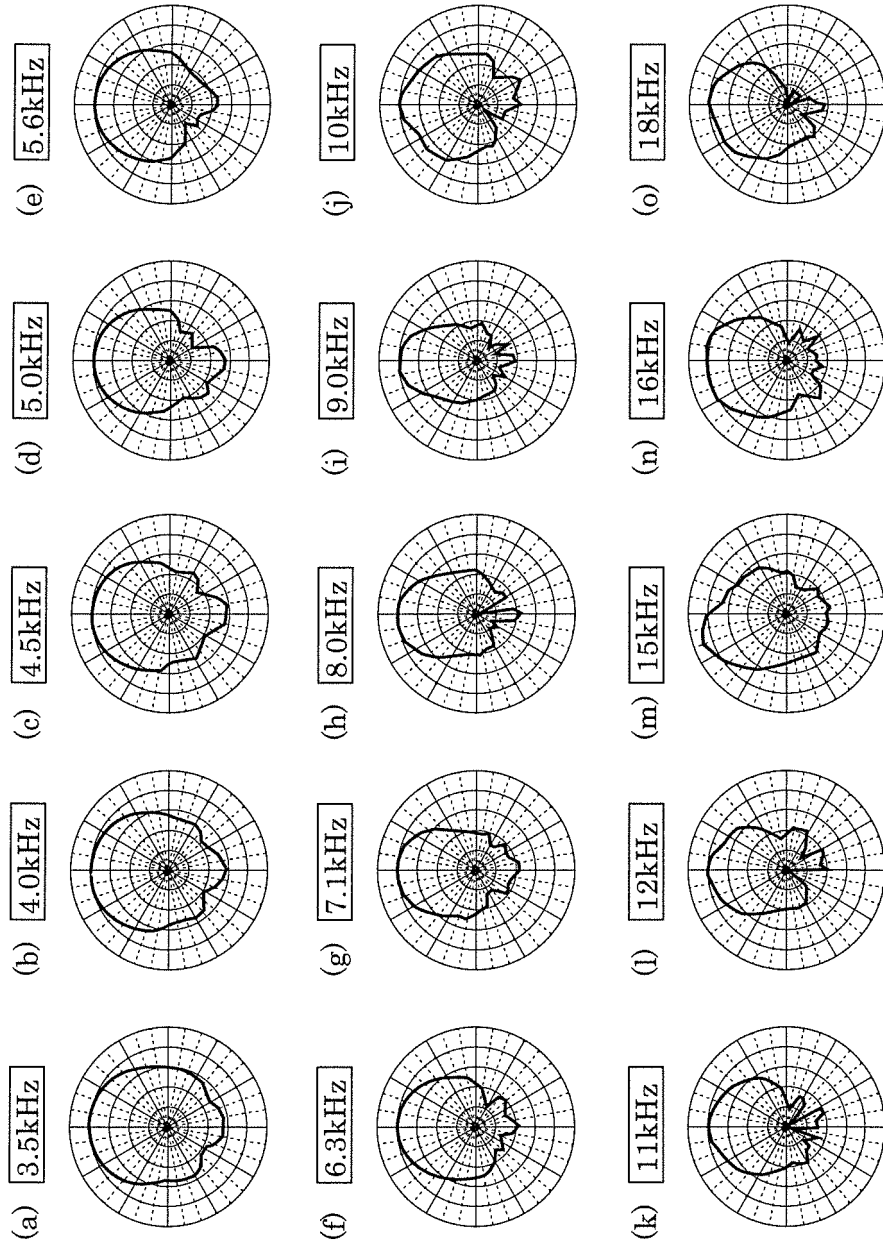 (a) 3.5kHz
(b) 4.0kHz
(c) 4.5kHz
(d) 5.0kHz
(e) 5.6kHz
(f) 6.3kHz
(g) 7.1kHz
(h) 8.0kHz
(i) 9.0kHz
(j) 10kHz
(k) 11kHz
(l) 12kHz
(m) 15kHz
(n) 16kHz
(o) 18kHz